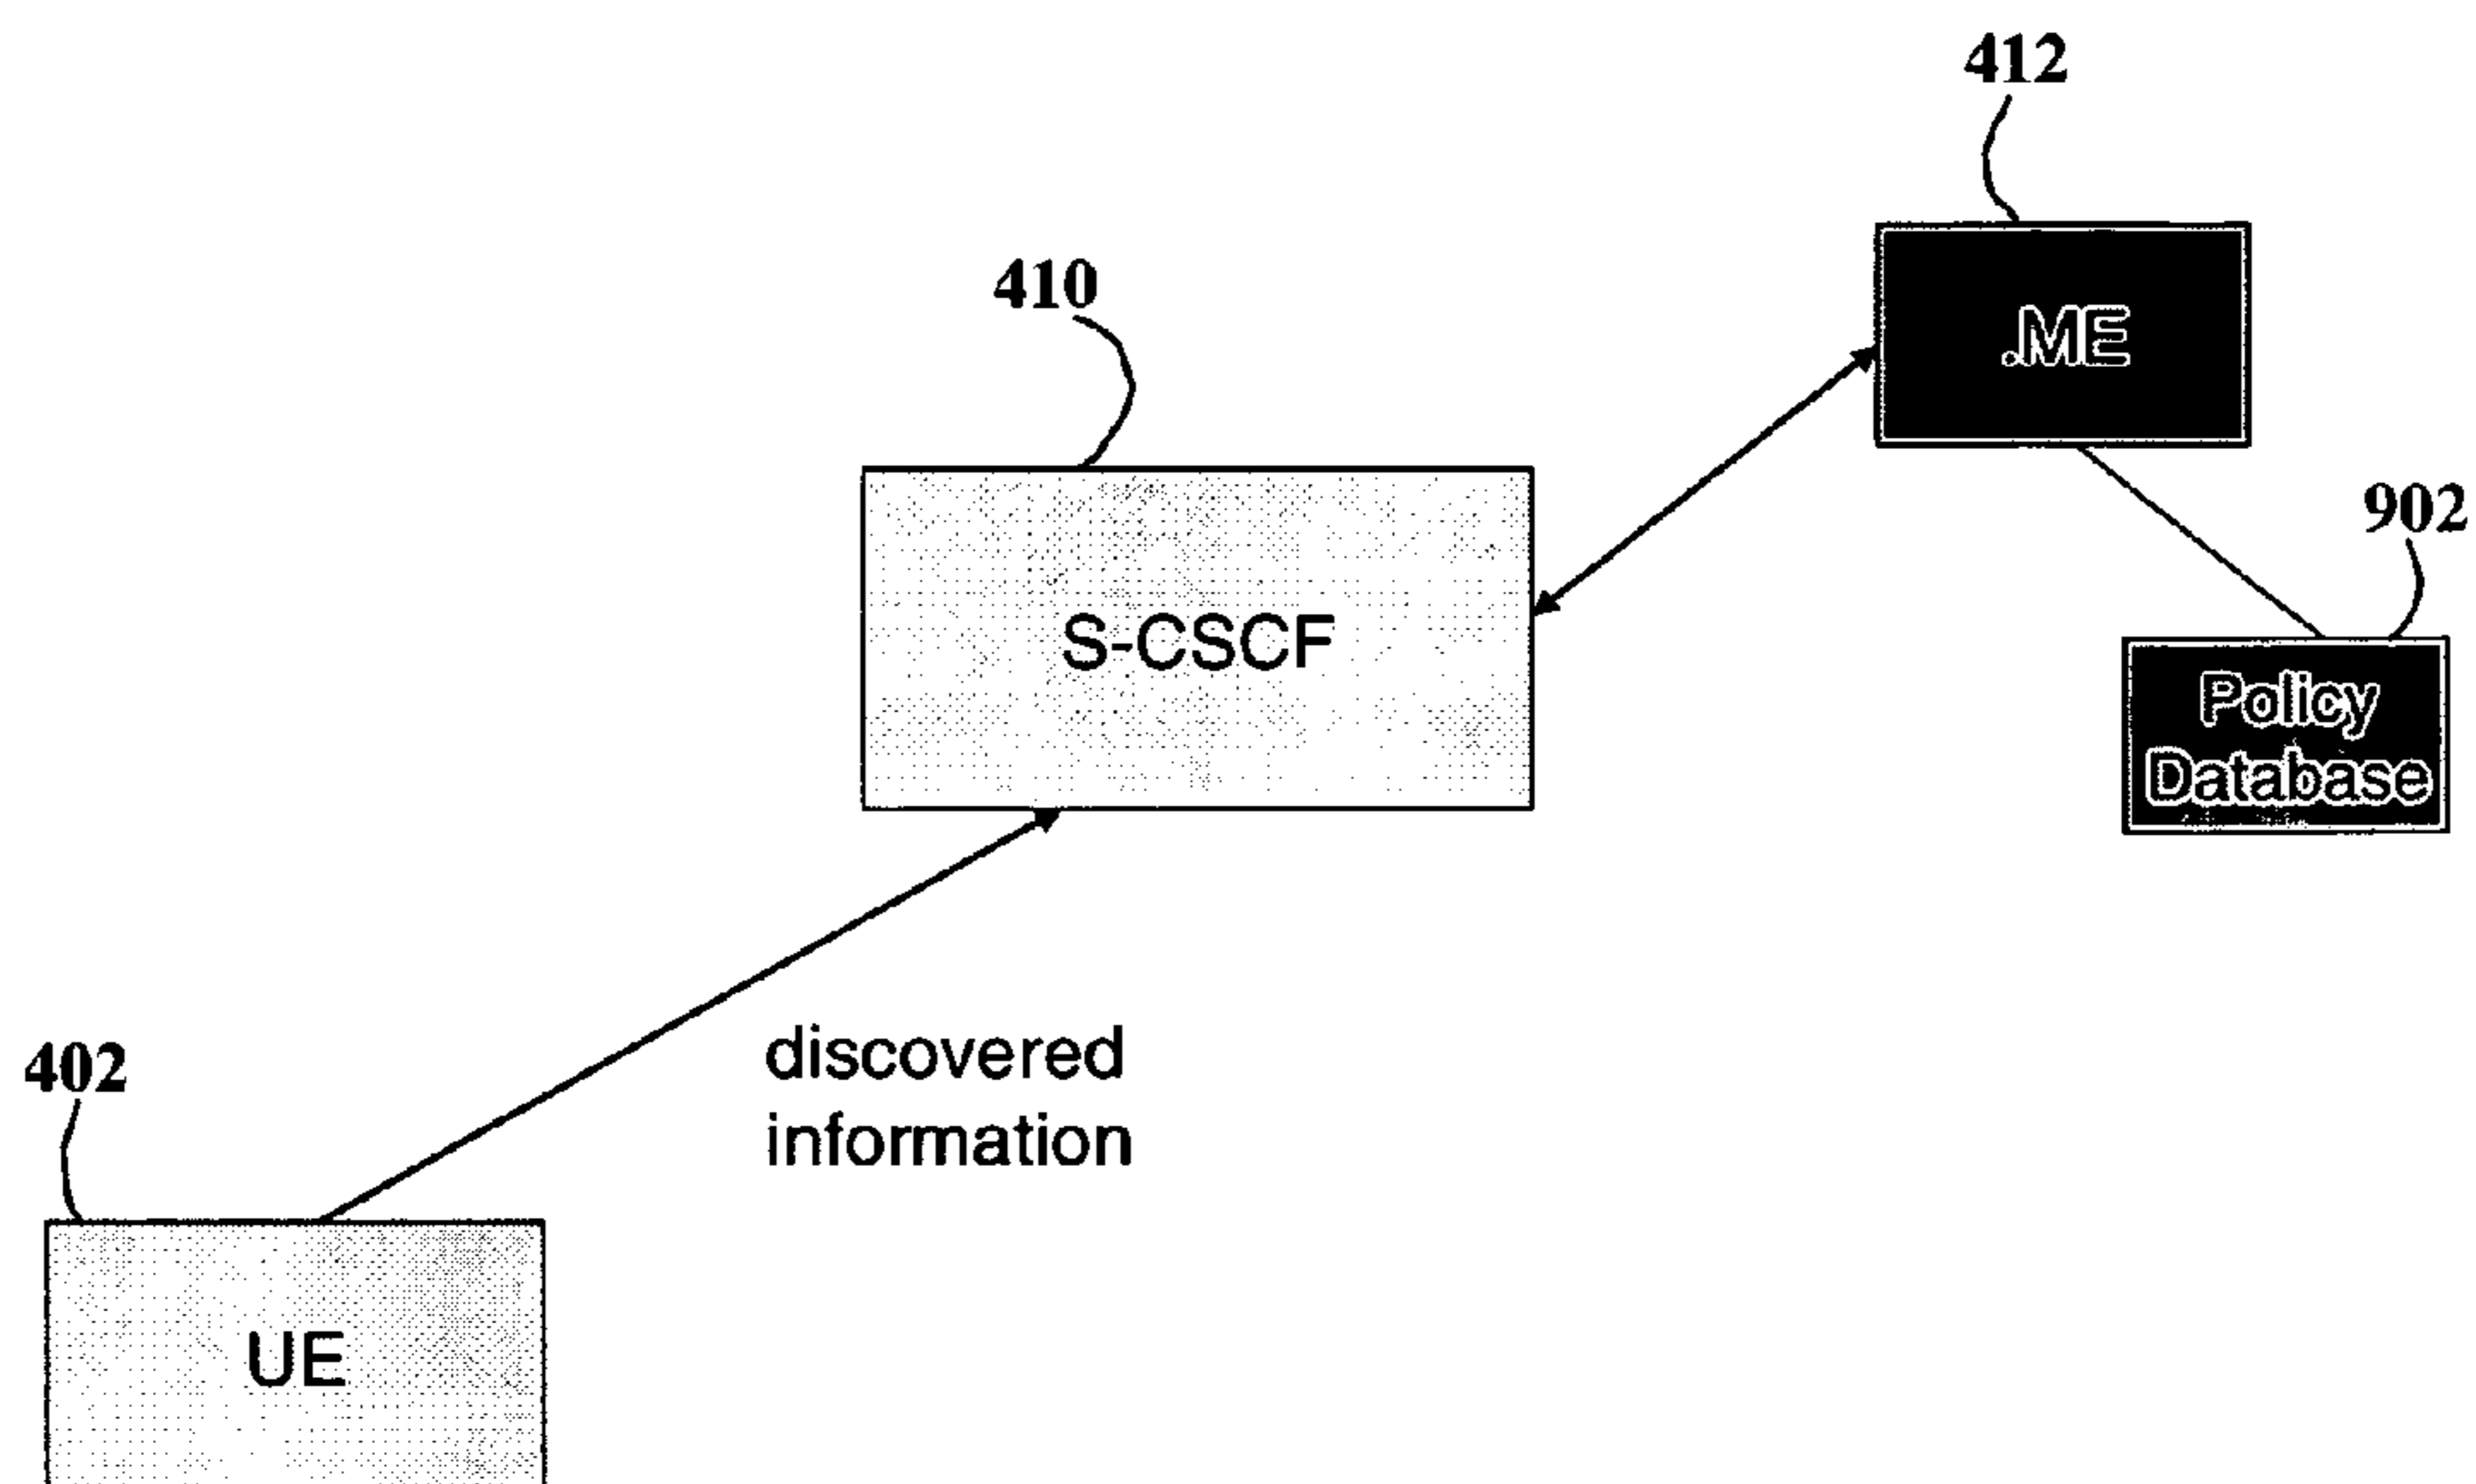 412
410
.ME
902
S-CSCF
Policy
Database
discovered
information
402
UE